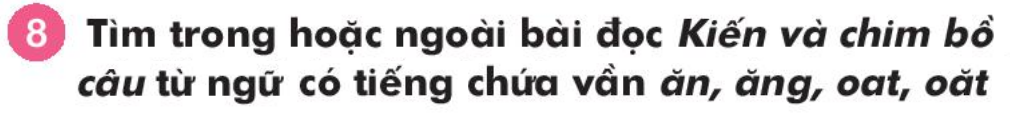 8 Tìm trong hoặc ngoài bài đọc Kiến và chim bồ
câu từ ngữ có tiếng chứa vần ăn, ăng, oat, oăt